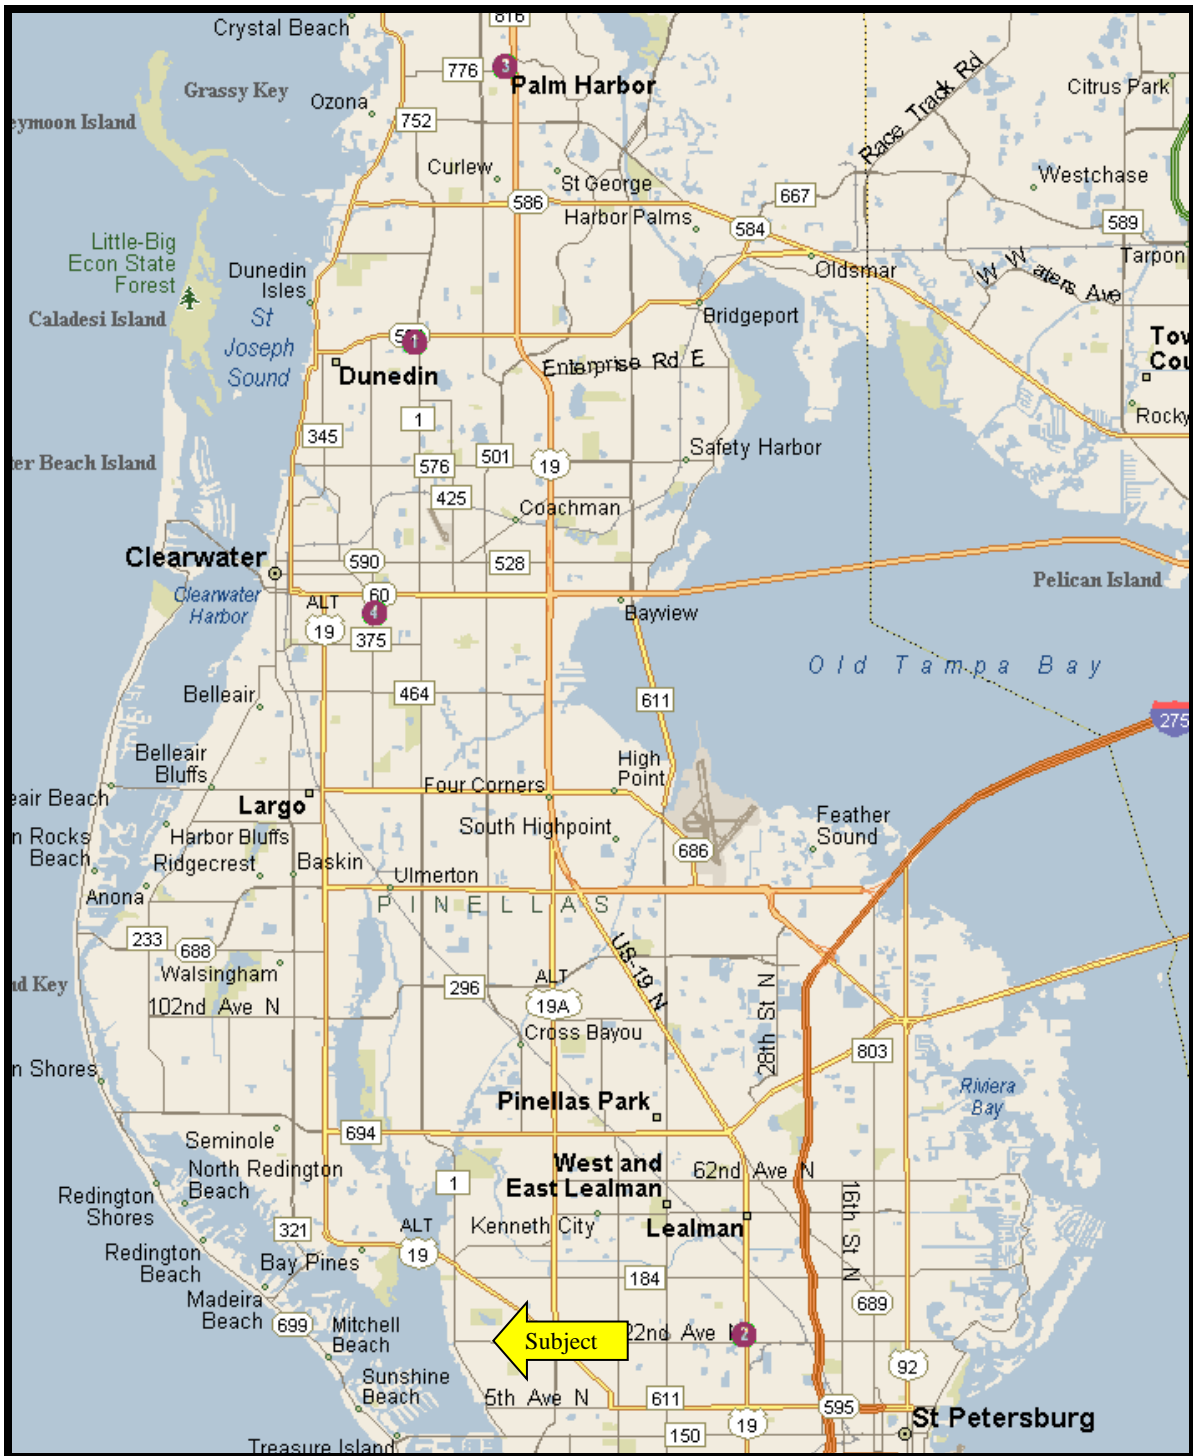 Crystal Beach
816
776
3
Palm Harbor
Grassy Key
Ozona
Citrus Park
752
Race Track Rd
Curlew
St George
Westchase
667
586
Harbor Palms
584
589
Little-Big
Econ State
Forest
Dunedin
Isles
Oldsmar
Tarpon
W Waters Ave
Caladesi Island
St
Joseph
Sound
Bridgeport
1
Enterprise Rd E
Dunedin
1
Rocky
345
576
501
19
Safety Harbor
425
Coachman
Clearwater
590
528
Pelican Island
Clearwater
Harbor
ALT
19
60
4
375
Bayview
Old Tampa Bay
Belleair
464
611
275
Belleair
Bluffs
High
Point
Four Corners
Largo
Feather
Sound
South Highpoint
Harbor Bluffs
Beach
Ridgecrest
Baskin
686
Anona
Ulmerton
PINELLAS
233
688
US-19 N
Walsingham
296
ALT
19A
28th St N
102nd Ave N
Cross Bayou
803
Riviera
Bay
Pinellas Park
694
Seminole
West and
East Lealman
62nd Ave N
North Redington
Beach
1
Redington
Shores
16th St N
321
ALT
19
Kenneth City
Lealman
Redington
Beach
Bay Pines
184
689
Madeira
Beach
699
Mitchell
Beach
Subject
22nd Ave N
2
92
Sunshine
Beach
5th Ave N
611
595
St Petersburg
19
150
Treasure Island